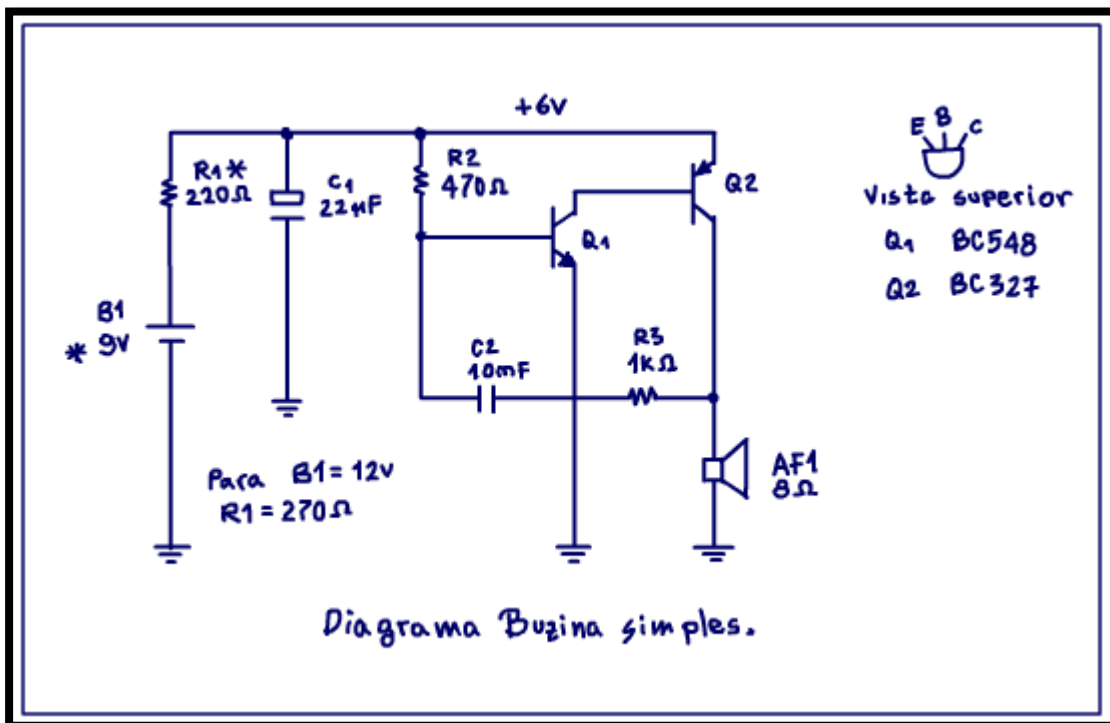 +6V
E B C
R1*
220Ω
C1
22µF
R2
470Ω
Q1
Q2
Vista superior
Q1 BC548
Q2 BC327
B1
* 9V
C2
10mF
R3
1KΩ
AF1
8Ω
Para B1=12v
R1=270Ω
Diagrama Buzina simples.